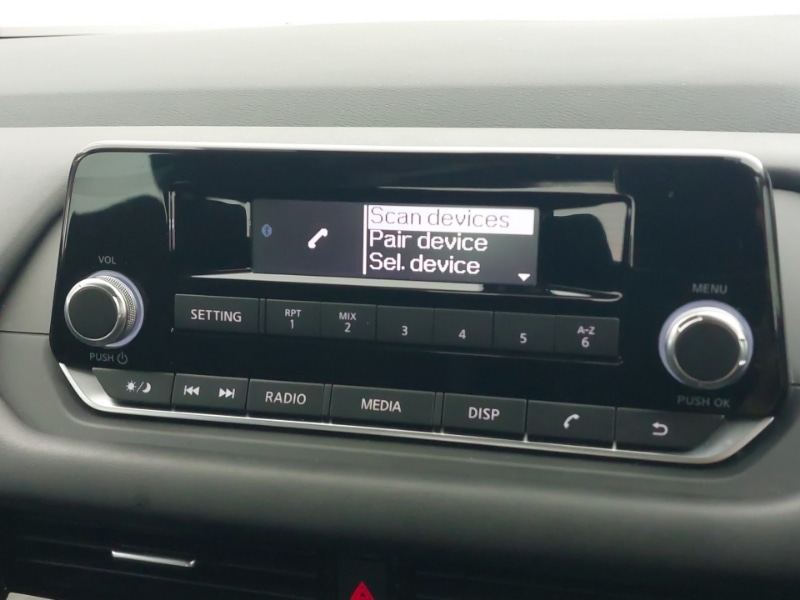 Scan devices
Pair device
Sel. device
VOL
MENU
SETTING
RPT
1
MIX
2
3
4
5
A-Z
6
PUSH
PUSH OK
RADIO
MEDIA
DISP